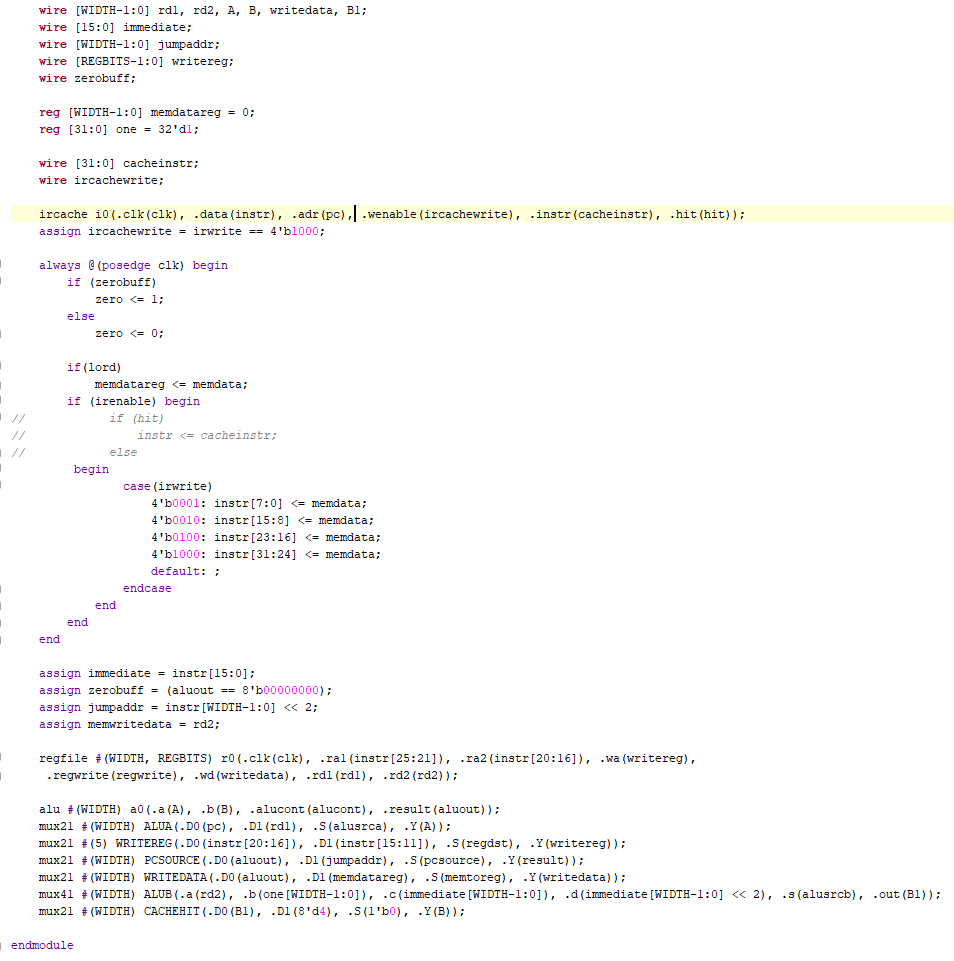 wire [WIDTH-1:0] rd1, rd2, A, B, writedata, B1;
wire [15:0] immediate;
wire [WIDTH-1:0] jumpaddr;
wire [REGBITS-1:0] writereg;
wire zerobuff;
reg [WIDTH-1:0] memdatareg = 0;
reg [31:0] one = 32'd1;
wire [31:0] cacheinstr;
wire ircachewrite;
ircache i0(.clk(clk), .data(instr), .adr(pc), .wenable(ircachewrite), .instr(cacheinstr), .hit(hit));
assign ircachewrite = irwrite == 4'b1000;
always @(posedge clk) begin
if (zerobuff)
zero <= 1;
else
zero <= 0;
if(lord)
memdatareg <= memdata;
if (irenable) begin
// if (hit)
// instr <= cacheinstr;
// else
begin
case(irwrite)
4'b0001: instr[7:0] <= memdata;
4'b0010: instr[15:8] <= memdata;
4'b0100: instr[23:16] <= memdata;
4'b1000: instr[31:24] <= memdata;
default: ;
endcase
end
end
end
assign immediate = instr[15:0];
assign zerobuff = (aluout == 8'b00000000);
assign jumpaddr = instr[WIDTH-1:0] << 2;
assign memwritedata = rd2;
regfile #(WIDTH, REGBITS) r0(.clk(clk), .ra1(instr[25:21]), .ra2(instr[20:16]), .wa(writereg),
.regwrite(regwrite), .wd(writedata), .rd1(rd1), .rd2(rd2));
alu #(WIDTH) a0(.a(A), .b(B), .alucont(alucont), .result(aluout));
mux21 #(WIDTH) ALUA(.D0(pc), .D1(rd1), .S(alusrca), .Y(A));
mux21 #(5) WRITEREG(.D0(instr[20:16]), .D1(instr[15:11]), .S(regdst), .Y(writereg));
mux21 #(WIDTH) PCSOURCE(.D0(aluout), .D1(jumpaddr), .S(pcsource), .Y(result));
mux21 #(WIDTH) WRITEDATA(.D0(aluout), .D1(memdatareg), .S(memtoreg), .Y(writedata));
mux41 #(WIDTH) ALUB(.a(rd2), .b(one[WIDTH-1:0]), .c(immediate[WIDTH-1:0]), .d(immediate[WIDTH-1:0] << 2), .s(alusrcb), .out(B1));
mux21 #(WIDTH) CACHEHIT(.D0(B1), .D1(8'd4), .S(1'b0), .Y(B));
endmodule